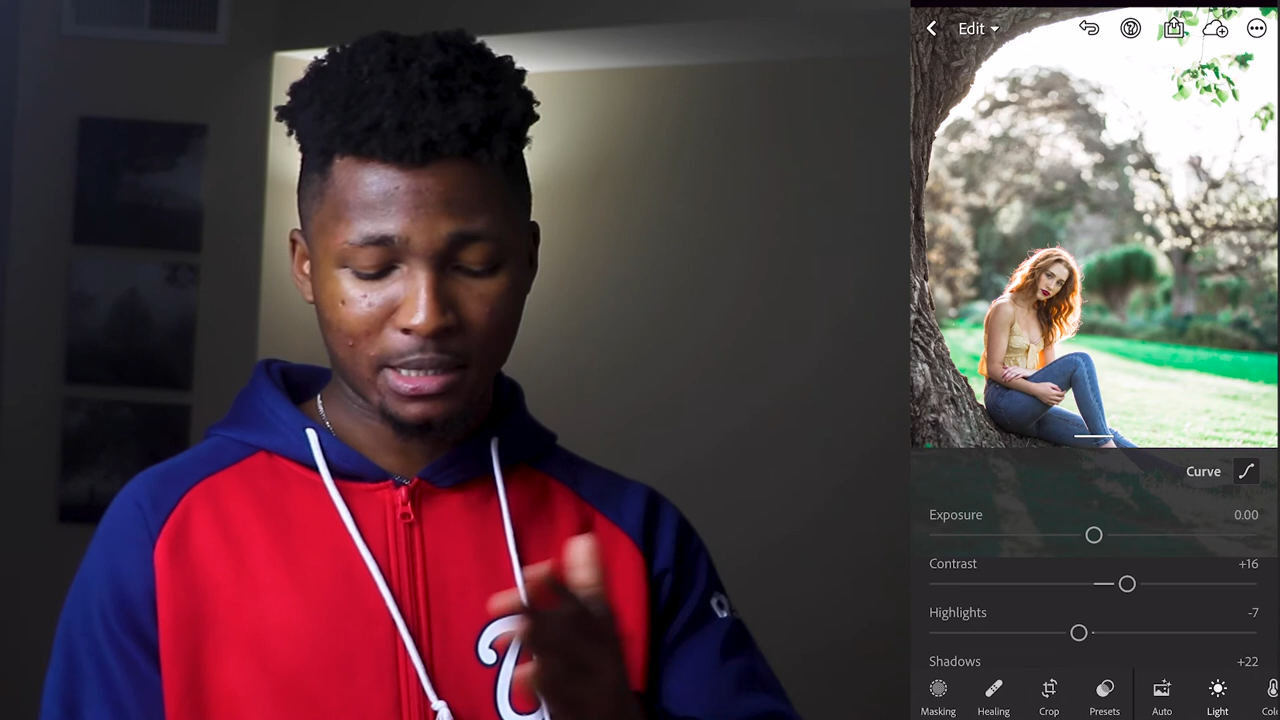 Edit
Curve
Exposure 0.00
Contrast +16
Highlights -7
Shadows +22
Masking Healing Crop Presets Auto Light